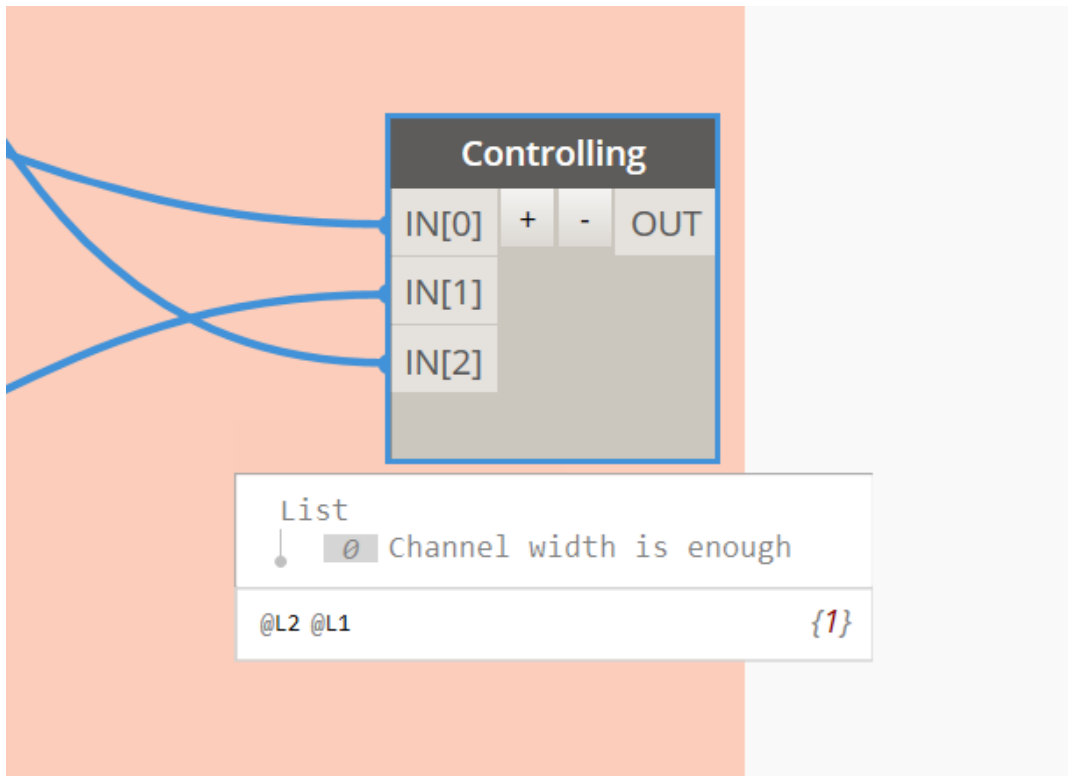 Controlling
IN[0] + - OUT
IN[1]
IN[2]
List
0 Channel width is enough
@L2 @L1 {1}